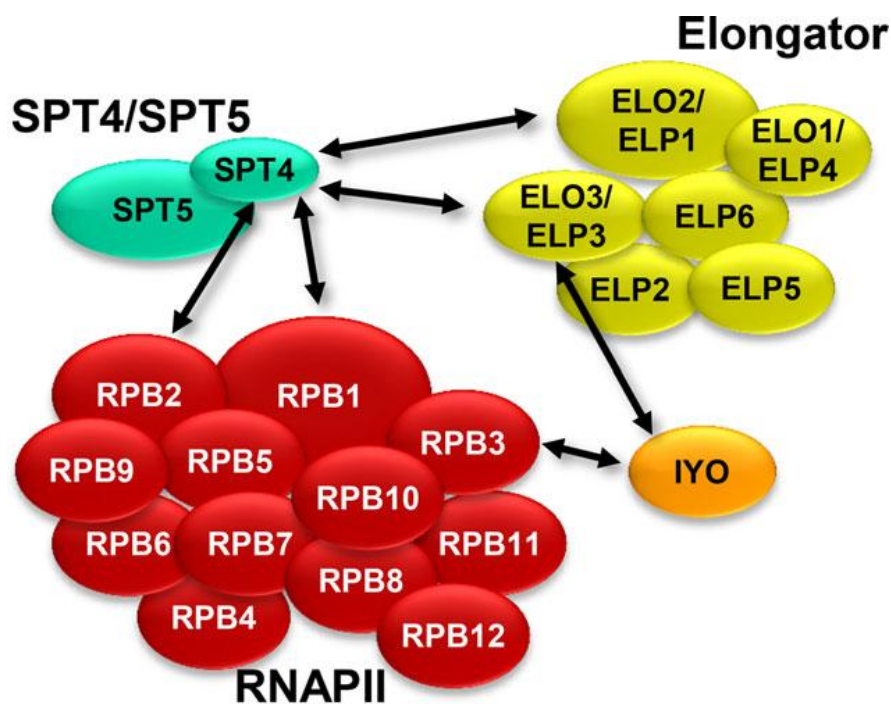 Elongator
SPT4/SPT5
ELO2/
ELP1
ELO1/
ELP4
SPT4
SPT5
ELO3/
ELP3
ELP6
ELP2
ELP5
RPB2
RPB1
RPB3
RPB9
RPB5
IYO
RPB10
RPB6
RPB7
RPB11
RPB8
RPB4
RPB12
RNAPII